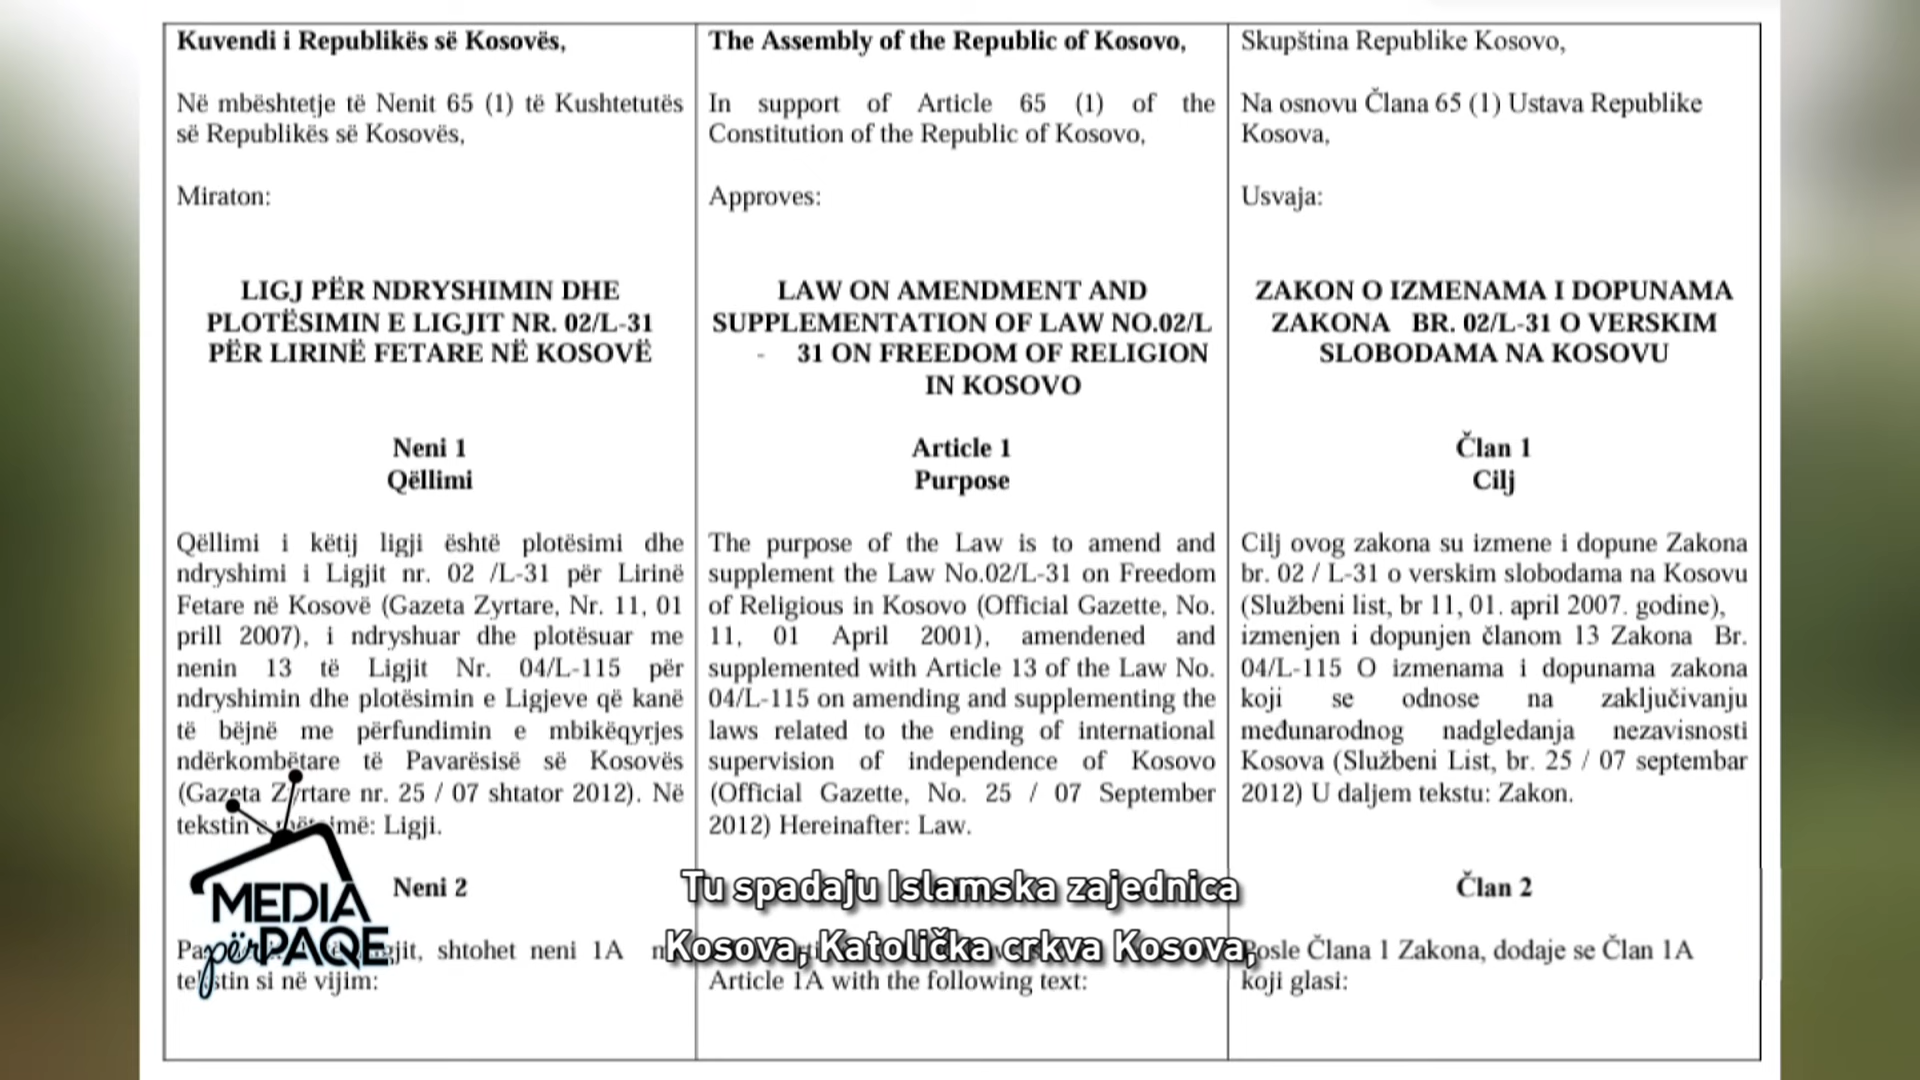 Kuvendi i Republikës së Kosovës,
Në mbështetje të Nenit 65 (1) të Kushtetutës
së Republikës së Kosovës,
Miraton:
LIGJ PËR NDRYSHIMIN DHE
PLOTËSIMIN E LIGJIT NR. 02/L-31
PËR LIRINË FETARE NË KOSOVË
Neni 1
Qëllimi
Qëllimi i këtij ligji është plotësimi dhe
ndryshimi i Ligjit nr. 02 /L-31 për Lirinë
Fetare në Kosovë (Gazeta Zyrtare, Nr. 11, 01
prill 2007), i ndryshuar dhe plotësuar me
nenin 13 të Ligjit Nr. 04/L-115 për
ndryshimin dhe plotësimin e Ligjeve që kanë
të bëjnë me përfundimin e mbikëqyrjes
ndërkombëtare të Pavarësisë së Kosovës
(Gazeta Zyrtare nr. 25 / 07 shtator 2012). Në
tekstin Ligji.
Neni 2
shtohet neni 1A
si në vijim:
The Assembly of the Republic of Kosovo,
In support of Article 65 (1) of the
Constitution of the Republic of Kosovo,
Approves:
LAW ON AMENDMENT AND
SUPPLEMENTATION OF LAW NO.02/L
- 31 ON FREEDOM OF RELIGION
IN KOSOVO
Article 1
Purpose
The purpose of the Law is to amend and
supplement the Law No.02/L-31 on Freedom
of Religious in Kosovo (Official Gazette, No.
11, 01 April 2001), amendened and
supplemented with Article 13 of the Law No.
04/L-115 on amending and supplementing the
laws related to the ending of international
supervision of independence of Kosovo
(Official Gazette, No. 25 / 07 September
2012) Hereinafter: Law.
Article 1A with the following text:
Skupština Republike Kosovo,
Na osnovu Člana 65 (1) Ustava Republike
Kosova,
Usvaja:
ZAKON O IZMENAMA I DOPUNAMA
ZAKONA BR. 02/L-31 O VERSKIM
SLOBODAMA NA KOSOVU
Član 1
Cilj
Cilj ovog zakona su izmene i dopune Zakona
br. 02 / L-31 o verskim slobodama na Kosovu
(Službeni list, br 11, 01. april 2007. godine),
izmenjen i dopunjen članom 13 Zakona Br.
04/L-115 O izmenama i dopunama zakona
koji se odnose na zaključivanju
međunarodnog nadgledanja nezavisnosti
Kosova (Službeni List, br. 25 / 07 septembar
2012) U daljem tekstu: Zakon.
Član 2
Posle Člana 1 Zakona, dodaje se Član 1A
koji glasi:
MEDIA
për PAQE
Tu spadaju Islamska zajednica
Kosova, Katolička crkva Kosova,